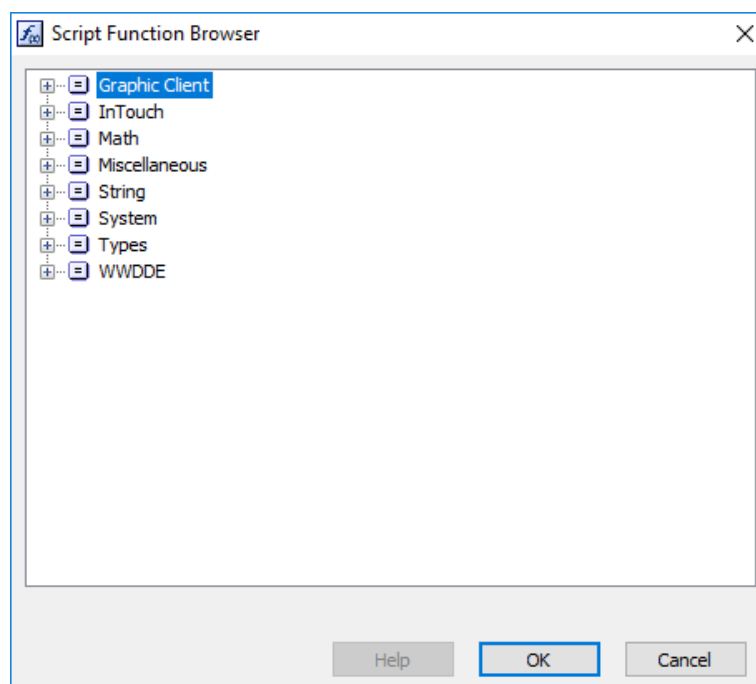 Script Function Browser
Graphic Client
InTouch
Math
Miscellaneous
String
System
Types
WWDDE
Help OK Cancel